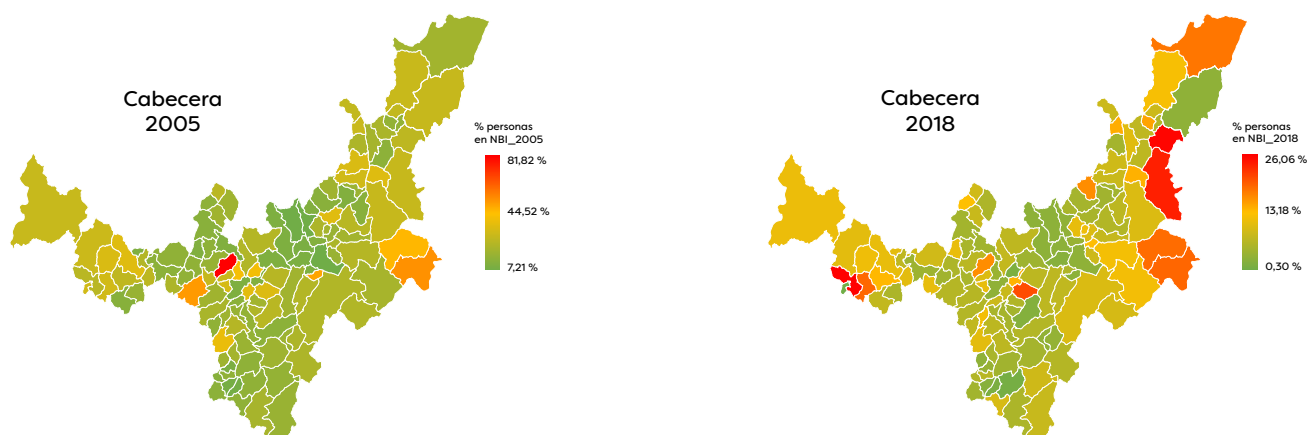 Cabecera
2005
% personas
en NBI_2005
81,82 %
44,52 %
7,21 %
Cabecera
2018
% personas
en NBI_2018
26,06 %
13,18 %
0,30 %